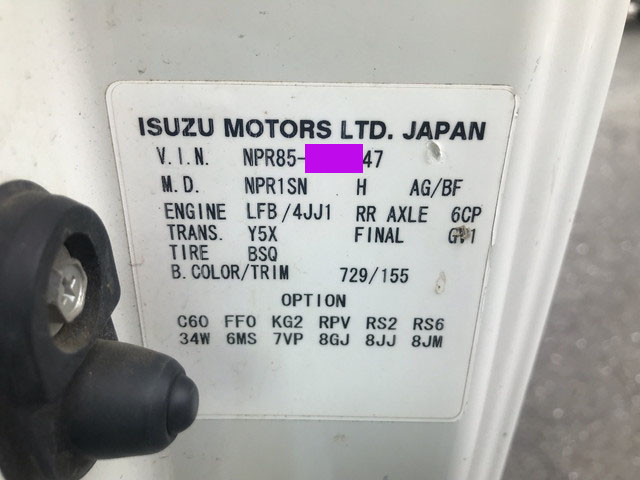 ISUZU MOTORS LTD. JAPAN
V.I.N. NPR85- 47
M.D. NPR1SN H AG/BF
ENGINE LFB/4JJ1 RR AXLE 6CP
TRANS. Y5X FINAL
TIRE BSQ
B.COLOR/TRIM 729/155
OPTION
C60 FF0 KG2 RPV RS2 RS6
34W 6MS 7VP 8GJ 8JJ 8JM